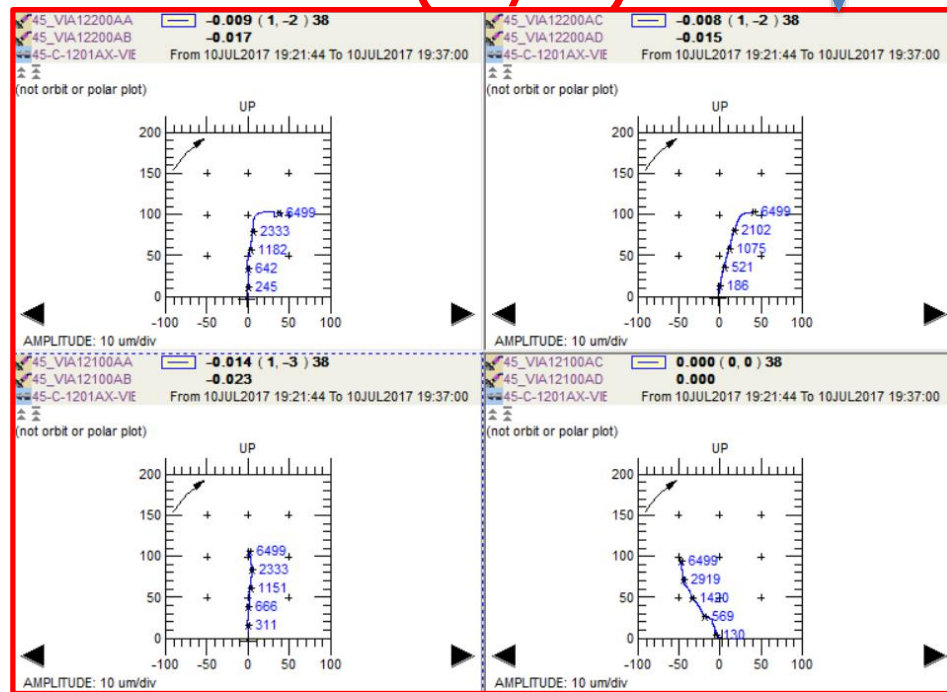 45_VIA12200AA -0.009 ( 1, -2 ) 38
45_VIA12200AB -0.017
45-C-1201AX-VIE From 10JUL2017 19:21:44 To 10JUL2017 19:37:00
(not orbit or polar plot)
UP
200
150
100
50
0
6499
2333
1182
642
245
-100 -50 0 50 100
AMPLITUDE: 10 um/div
45_VIA12200AC -0.008 ( 1, -2 ) 38
45_VIA12200AD -0.015
45-C-1201AX-VIE From 10JUL2017 19:21:44 To 10JUL2017 19:37:00
(not orbit or polar plot)
UP
200
150
100
50
0
6499
2102
1075
521
186
-100 -50 0 50 100
AMPLITUDE: 10 um/div
45_VIA12100AA -0.014 ( 1, -3 ) 38
45_VIA12100AB -0.023
45-C-1201AX-VIE From 10JUL2017 19:21:44 To 10JUL2017 19:37:00
(not orbit or polar plot)
UP
200
150
100
50
0
6499
2333
1151
666
311
-100 -50 0 50 100
AMPLITUDE: 10 um/div
45_VIA12100AC 0.000 ( 0, 0 ) 38
45_VIA12100AD 0.000
45-C-1201AX-VIE From 10JUL2017 19:21:44 To 10JUL2017 19:37:00
(not orbit or polar plot)
UP
200
150
100
50
0
6499
2919
1420
569
130
-100 -50 0 50 100
AMPLITUDE: 10 um/div